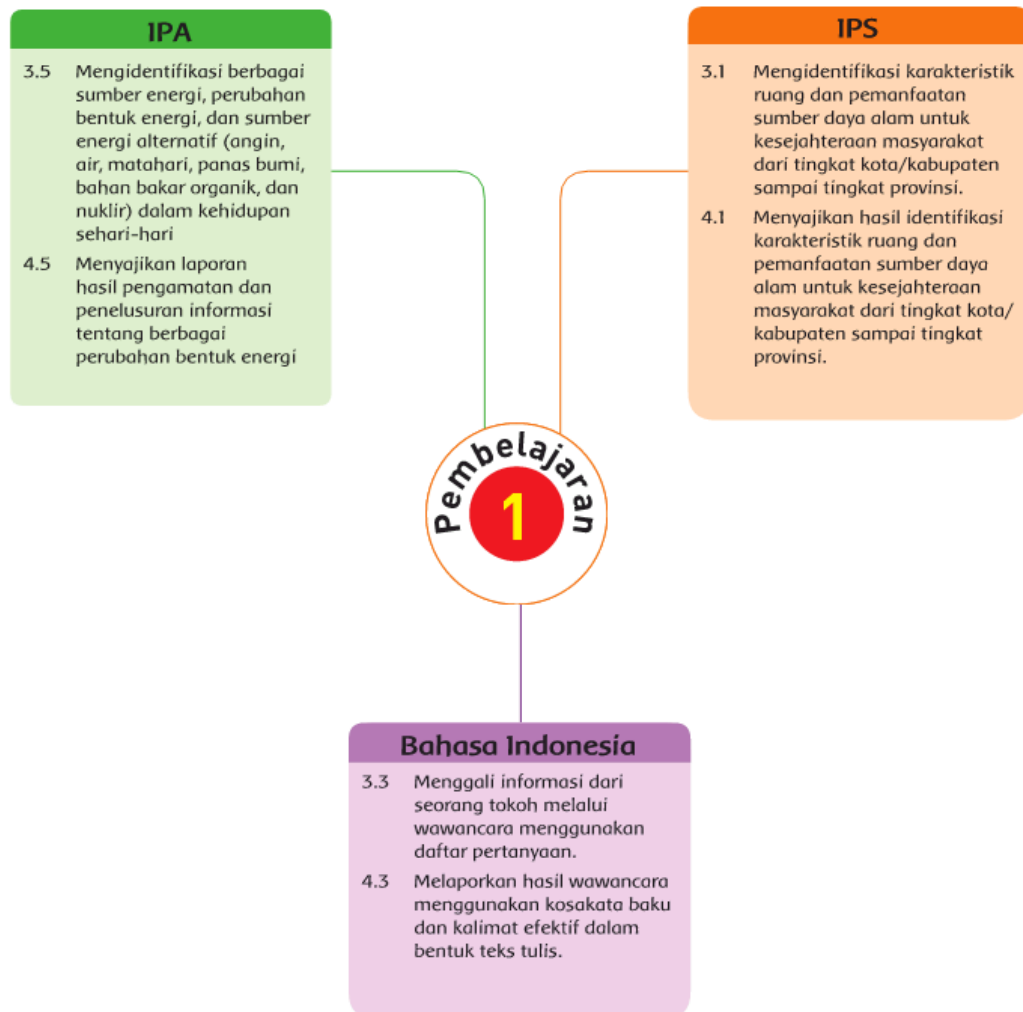 IPA
3.5 Mengidentifikasi berbagai
sumber energi, perubahan
bentuk energi, dan sumber
energi alternatif (angin,
air, matahari, panas bumi,
bahan bakar organik, dan
nuklir) dalam kehidupan
sehari-hari
4.5 Menyajikan laporan
hasil pengamatan dan
penelusuran informasi
tentang berbagai
perubahan bentuk energi
IPS
3.1 Mengidentifikasi karakteristik
ruang dan pemanfaatan
sumber daya alam untuk
kesejahteraan masyarakat
dari tingkat kota/kabupaten
sampai tingkat provinsi.
4.1 Menyajikan hasil identifikasi
karakteristik ruang dan
pemanfaatan sumber daya
alam untuk kesejahteraan
masyarakat dari tingkat kota/
kabupaten sampai tingkat
provinsi.
Pembelajaran
1
Bahasa Indonesia
3.3 Menggali informasi dari
seorang tokoh melalui
wawancara menggunakan
daftar pertanyaan.
4.3 Melaporkan hasil wawancara
menggunakan kosakata baku
dan kalimat efektif dalam
bentuk teks tulis.